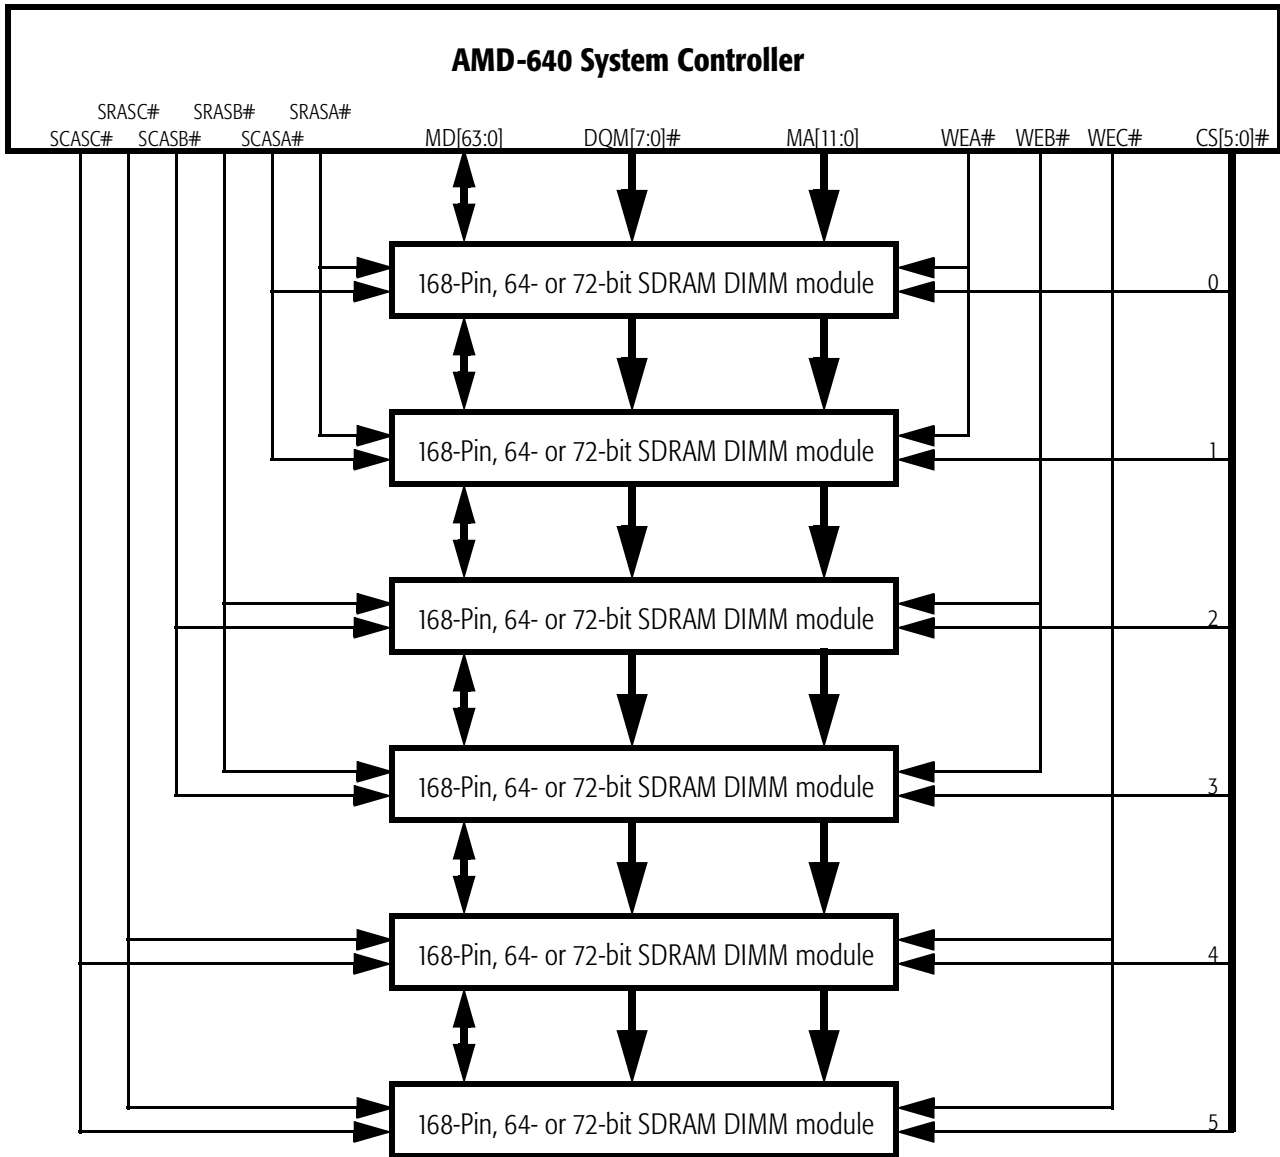 AMD-640 System Controller
SRASC# SRASB# SRASA#
SCASC# SCASB# SCASA# MD[63:0] DQM[7:0]# MA[11:0] WEA# WEB# WEC# CS[5:0]#
168-Pin, 64- or 72-bit SDRAM DIMM module 0
168-Pin, 64- or 72-bit SDRAM DIMM module 1
168-Pin, 64- or 72-bit SDRAM DIMM module 2
168-Pin, 64- or 72-bit SDRAM DIMM module 3
168-Pin, 64- or 72-bit SDRAM DIMM module 4
168-Pin, 64- or 72-bit SDRAM DIMM module 5